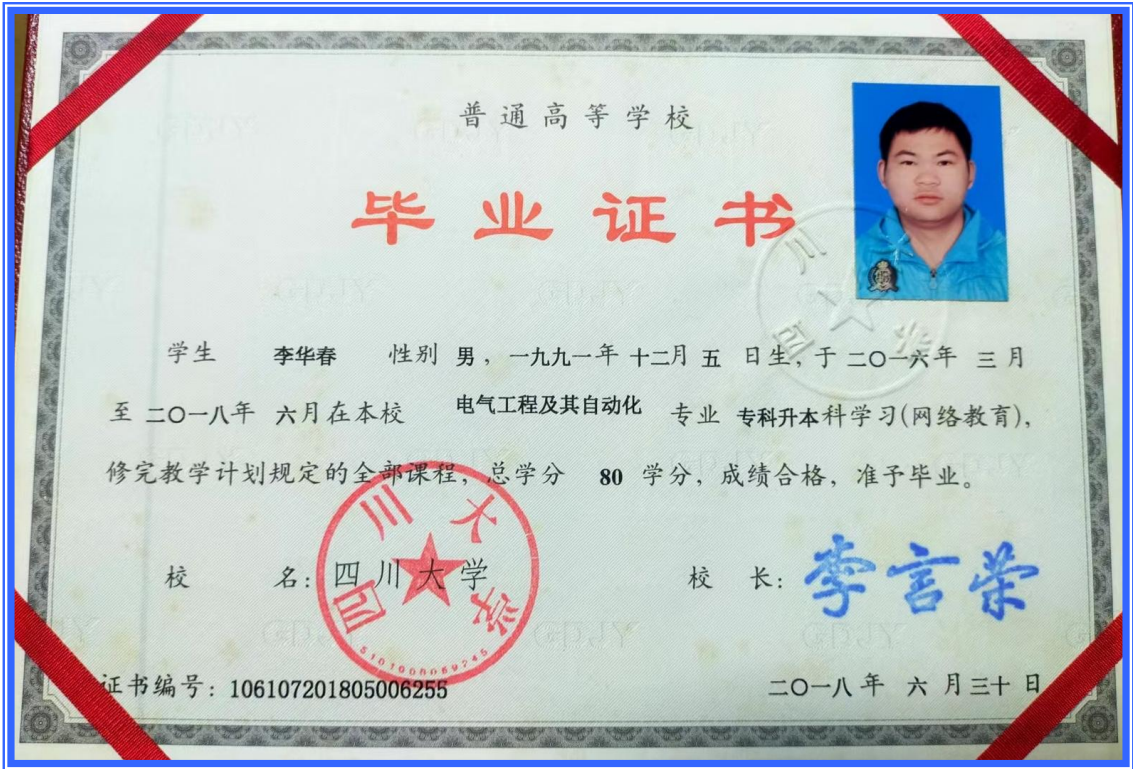 普通高等学校
毕业证书
学生 李华春 性别 男，一九九一年 十二月 五 日生，于 二〇一六年 三 月
至 二〇一八年 六月在本校 电气工程及其自动化 专业 专科升本科学习(网络教育)，
修完教学计划规定的全部课程，总学分 80 学分，成绩合格，准予毕业。
校 名：四川大学
四川大学
5101000069245
校 长：李言荣
证书编号：106107201805006255
二〇一八年 六 月三十 日